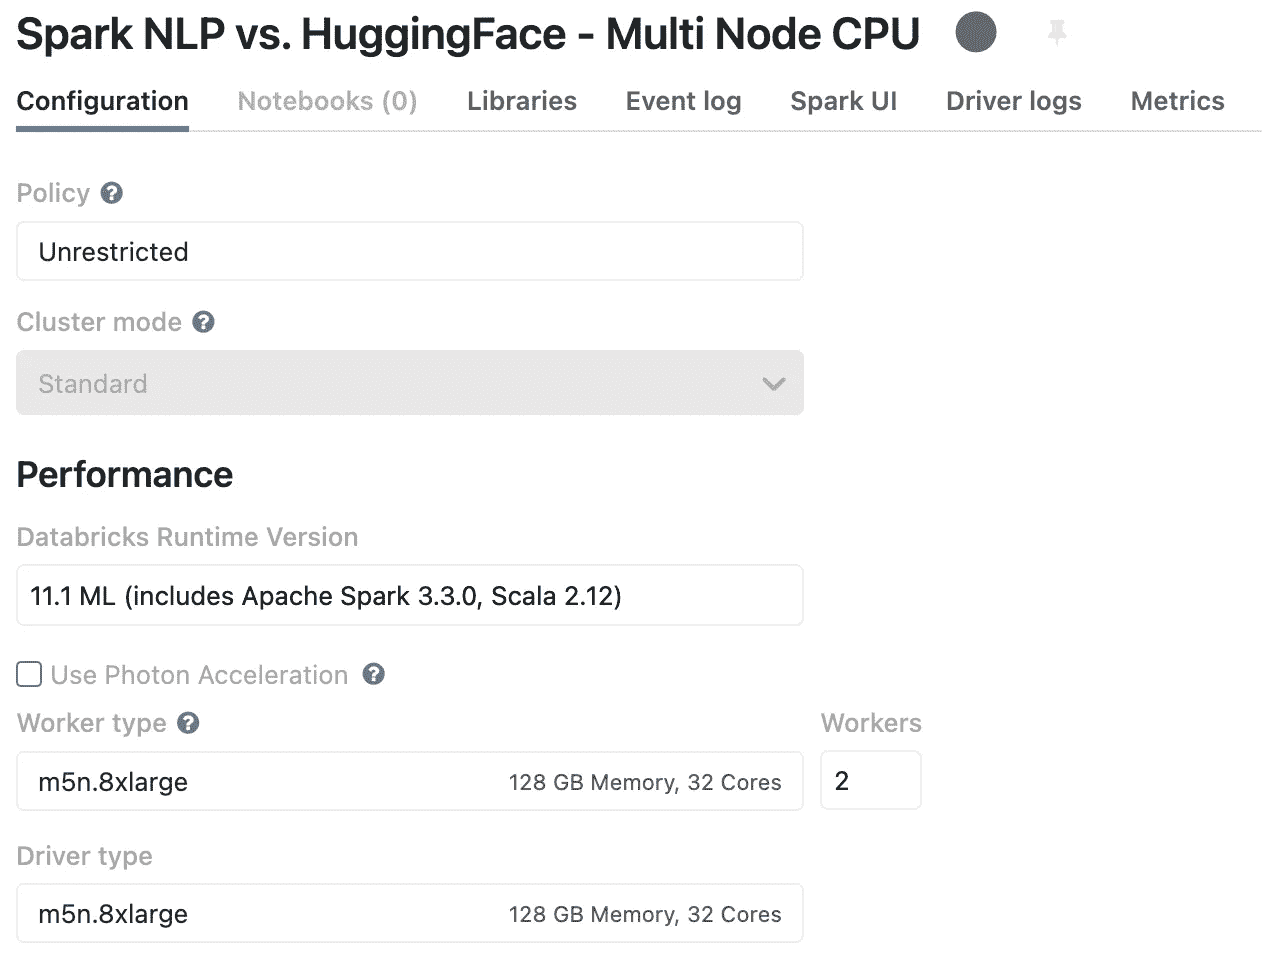 Spark NLP vs. HuggingFace - Multi Node CPU
Configuration Notebooks (0) Libraries Event log Spark UI Driver logs Metrics
Policy ?
Unrestricted
Cluster mode ?
Standard
Performance
Databricks Runtime Version
11.1 ML (includes Apache Spark 3.3.0, Scala 2.12)
Use Photon Acceleration ?
Worker type ? Workers
m5n.8xlarge 128 GB Memory, 32 Cores 2
Driver type
m5n.8xlarge 128 GB Memory, 32 Cores